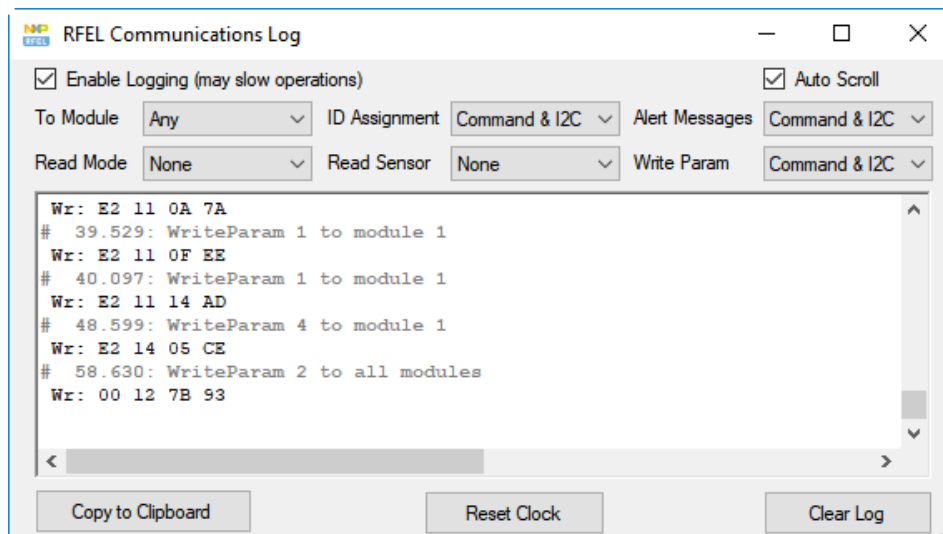 NXP RFEL RFEL Communications Log
Enable Logging (may slow operations) Auto Scroll
To Module Any ID Assignment Command & I2C Alert Messages Command & I2C
Read Mode None Read Sensor None Write Param Command & I2C
Wr: E2 11 0A 7A
# 39.529: WriteParam 1 to module 1
Wr: E2 11 0F EE
# 40.097: WriteParam 1 to module 1
Wr: E2 11 14 AD
# 48.599: WriteParam 4 to module 1
Wr: E2 14 05 CE
# 58.630: WriteParam 2 to all modules
Wr: 00 12 7B 93
Copy to Clipboard Reset Clock Clear Log